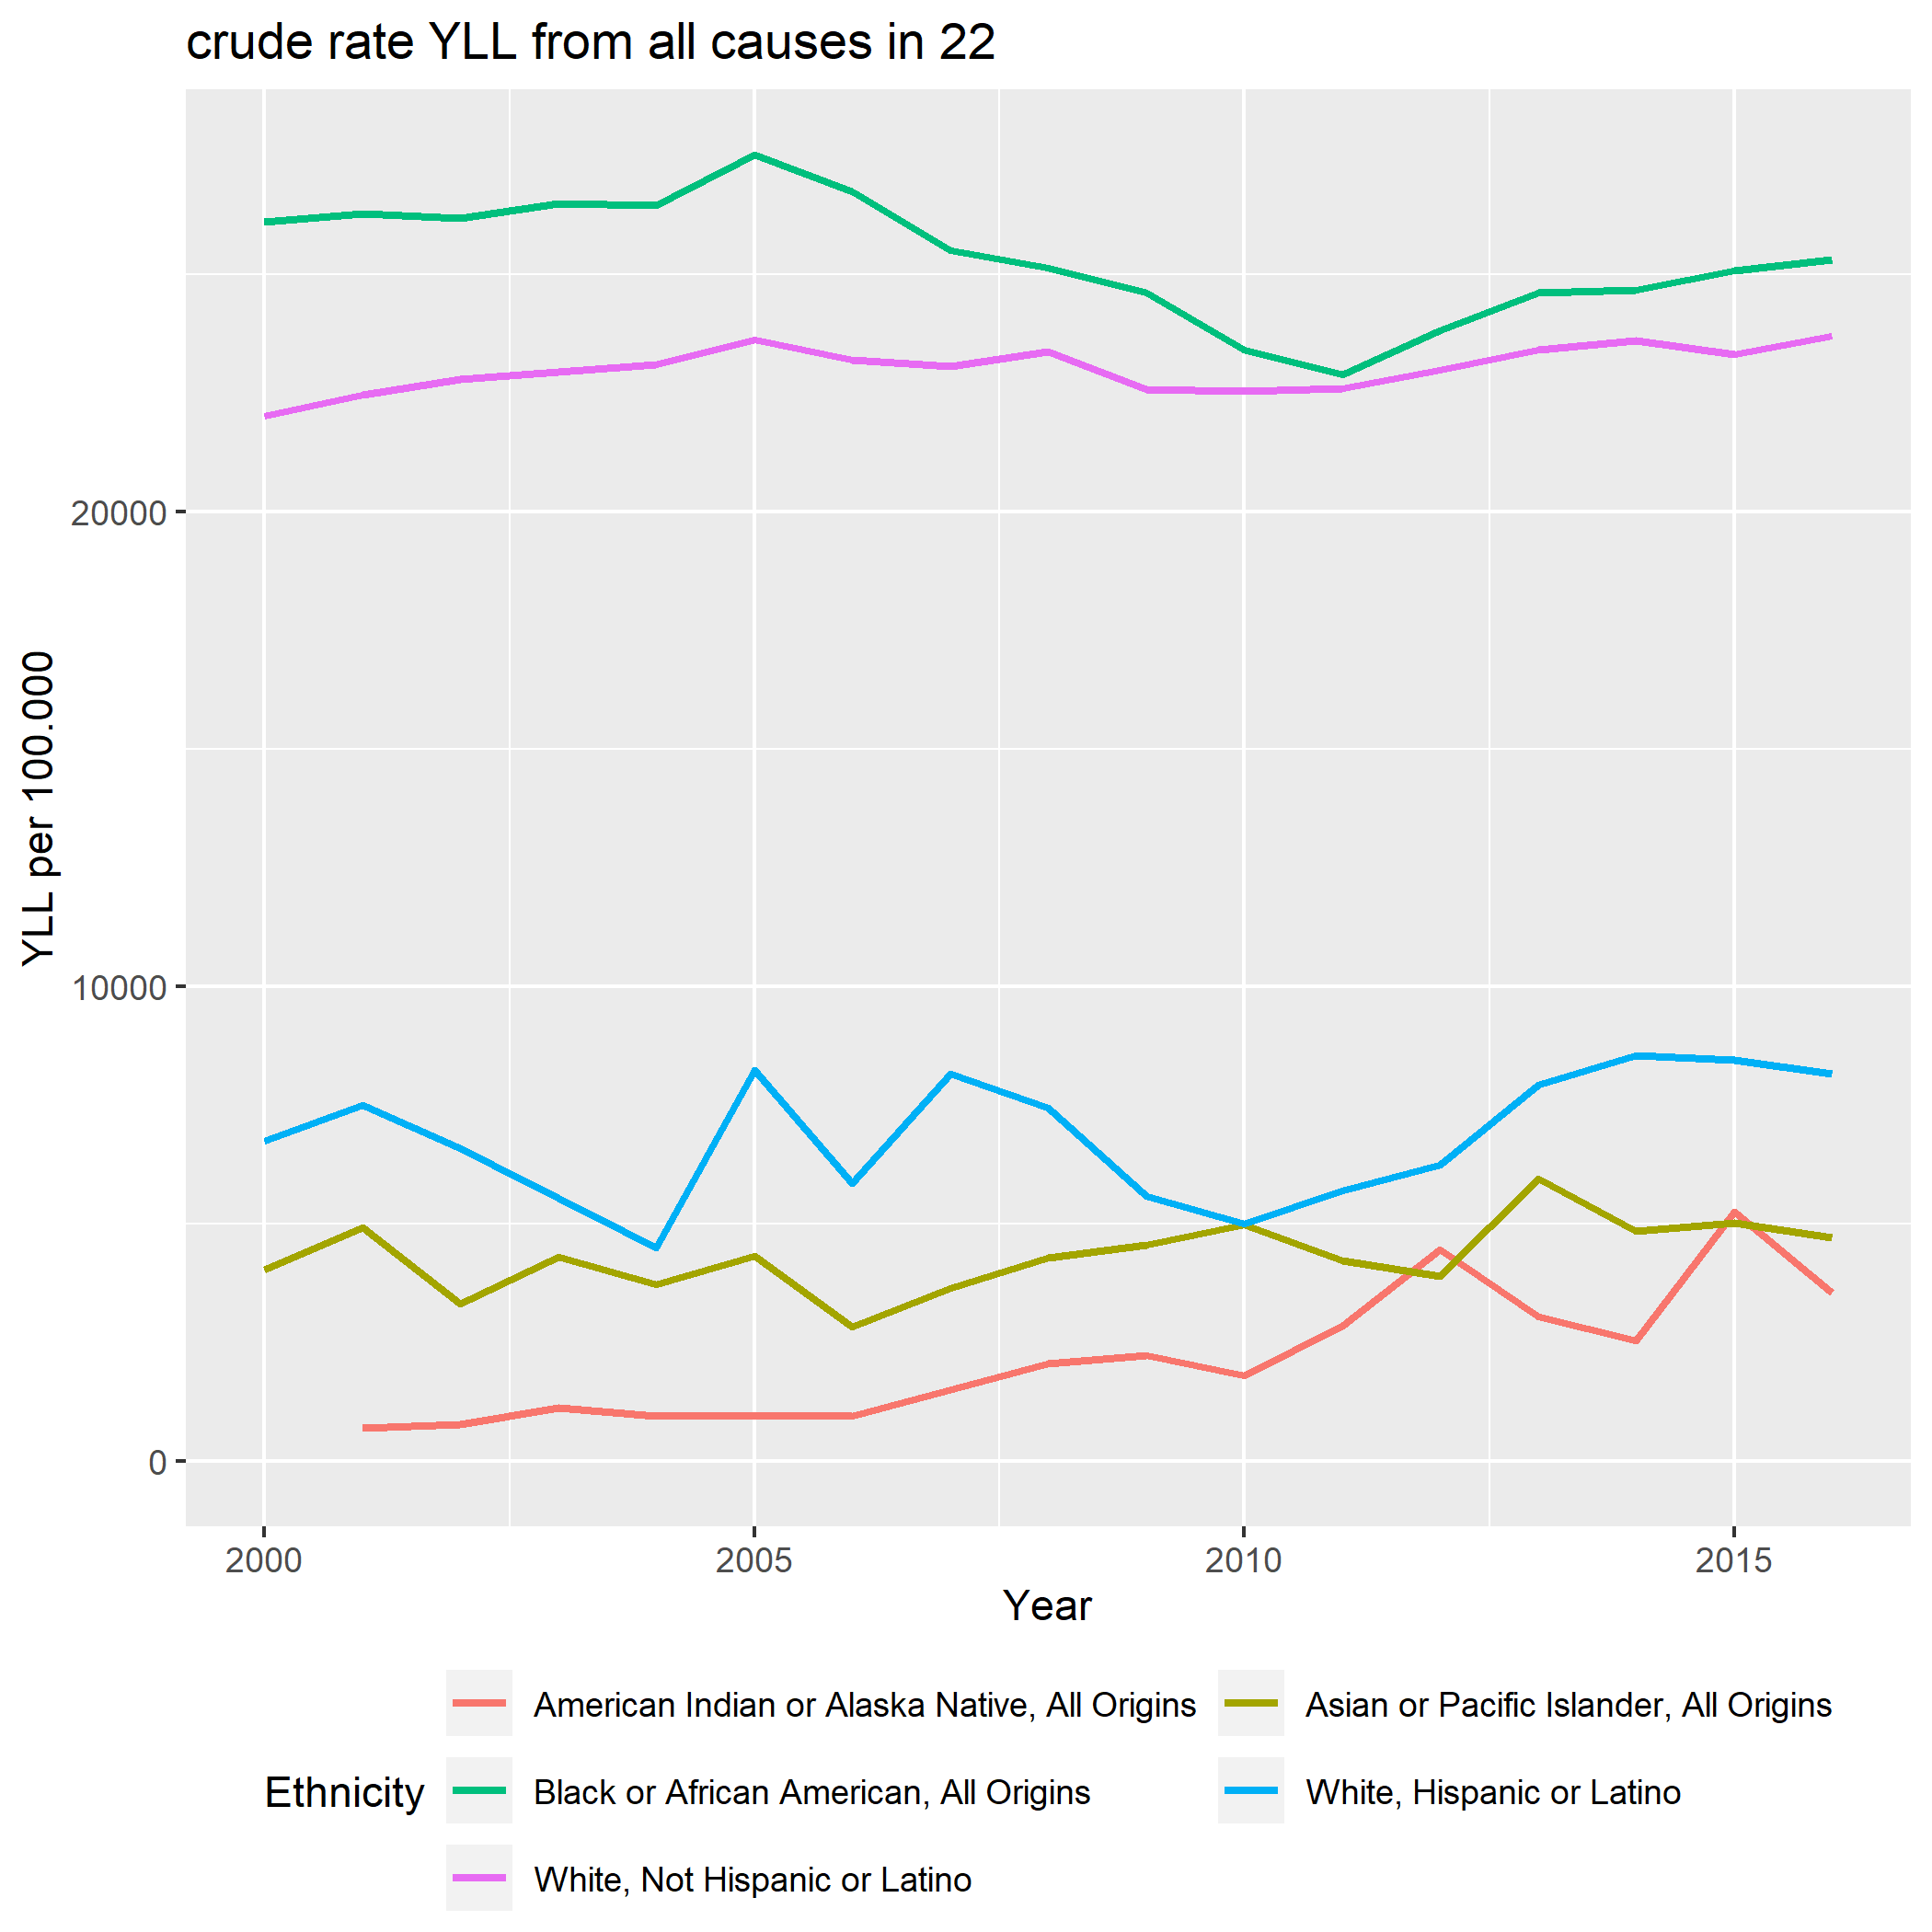 crude rate YLL from all causes in 22
YLL per 100.000
20000
10000
0
2000 2005 2010 2015
Year
Ethnicity
American Indian or Alaska Native, All Origins
Asian or Pacific Islander, All Origins
Black or African American, All Origins
White, Hispanic or Latino
White, Not Hispanic or Latino